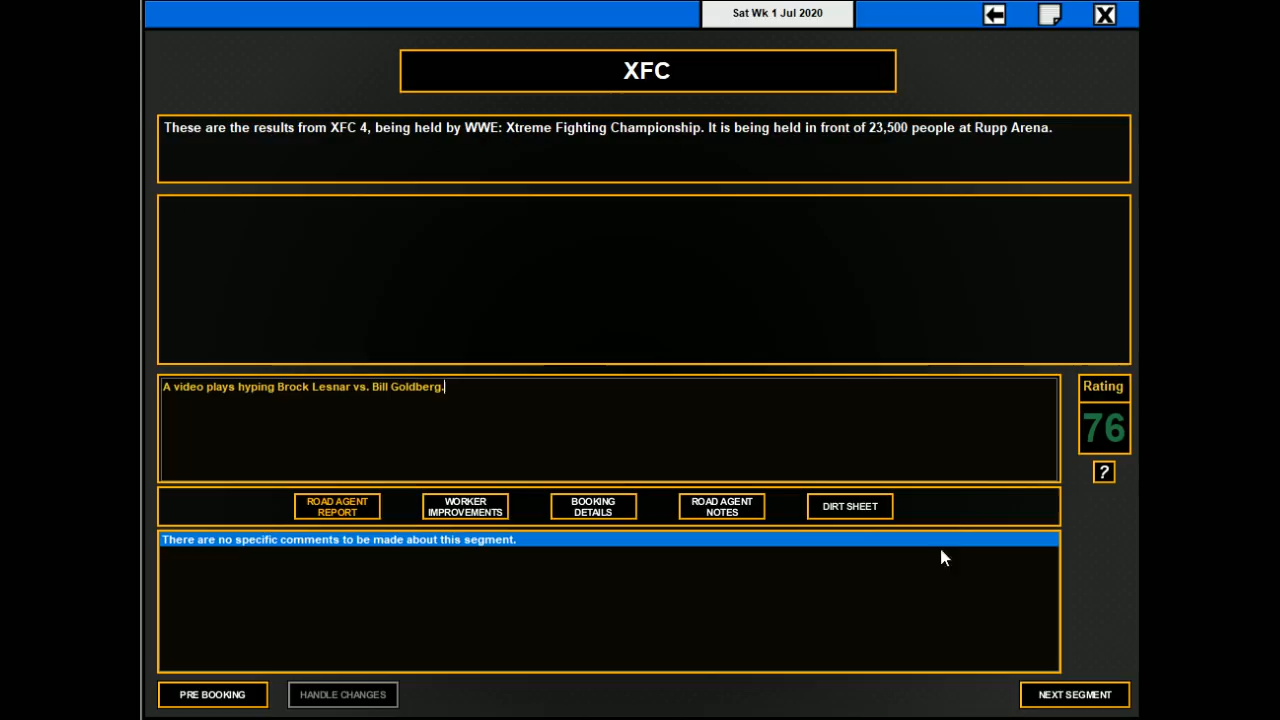 Sat Wk 1 Jul 2020
XFC
These are the results from XFC 4, being held by WWE: Xtreme Fighting Championship. It is being held in front of 23,500 people at Rupp Arena.
A video plays hyping Brock Lesnar vs. Bill Goldberg.
Rating
76
?
ROAD AGENT
REPORT
WORKER
IMPROVEMENTS
BOOKING
DETAILS
ROAD AGENT
NOTES
DIRT SHEET
There are no specific comments to be made about this segment.
PRE BOOKING
HANDLE CHANGES
NEXT SEGMENT